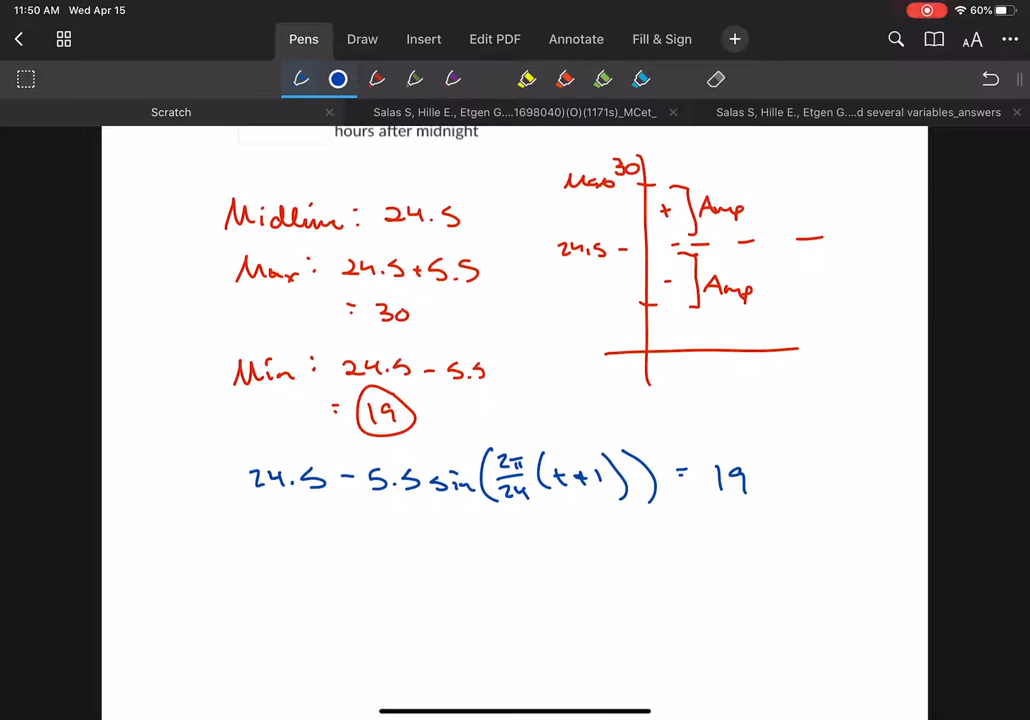 11:50 AM Wed Apr 15
60%
Pens Draw Insert Edit PDF Annotate Fill & Sign
AA
Scratch
Salas S, Hille E., Etgen G....1698040)(O)(1171s)_MCet_
Salas S, Hille E., Etgen G....d several variables_answers
hours after midnight
Midline: 24.5
Max: 24.5 + 5.5
= 30
Min: 24.5 - 5.5
= 19
Max 30
+ ] Amp
24.5 -
- ] Amp
24.5 - 5.5 sin(2π/24 (t+1)) = 19